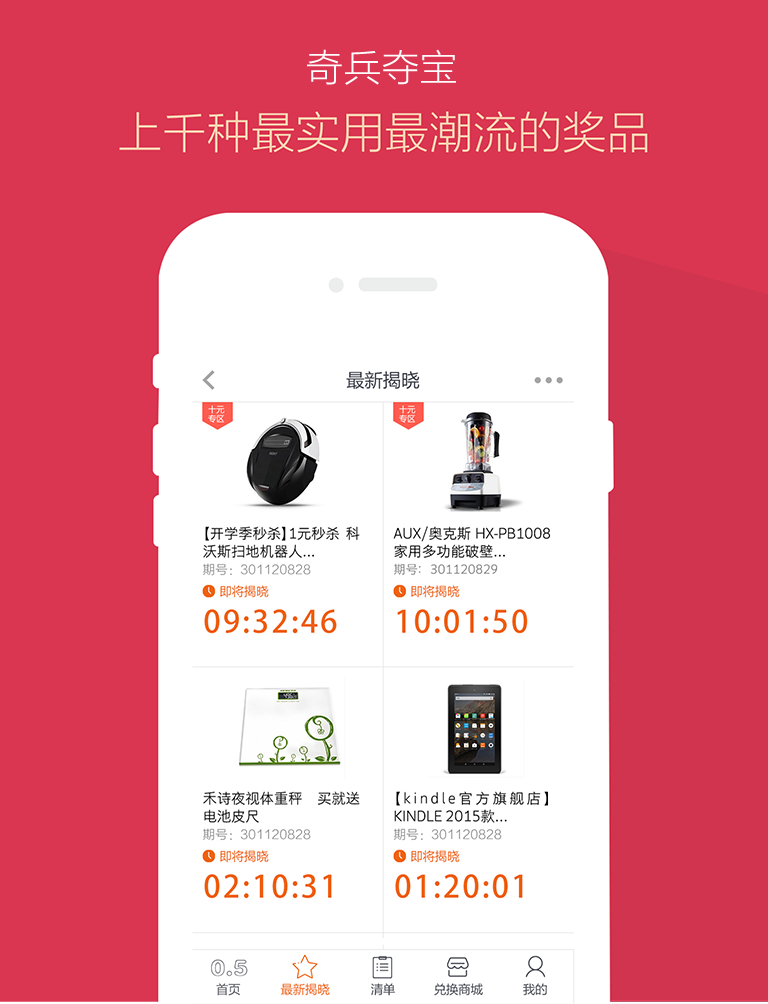 奇兵夺宝
上千种最实用最潮流的奖品
最新揭晓
十元
专区
【开学季秒杀】1元秒杀 科
沃斯扫地机器人...
期号：301120828
即将揭晓
09:32:46
十元
专区
AUX/奥克斯 HX-PB1008
家用多功能破壁...
期号：301120829
即将揭晓
10:01:50
禾诗夜视体重秤 买就送
电池皮尺
期号：301120828
即将揭晓
02:10:31
【kindle官方旗舰店】
KINDLE 2015款...
期号：301120828
即将揭晓
01:20:01
0.5
首页
最新揭晓
清单
兑换商城
我的